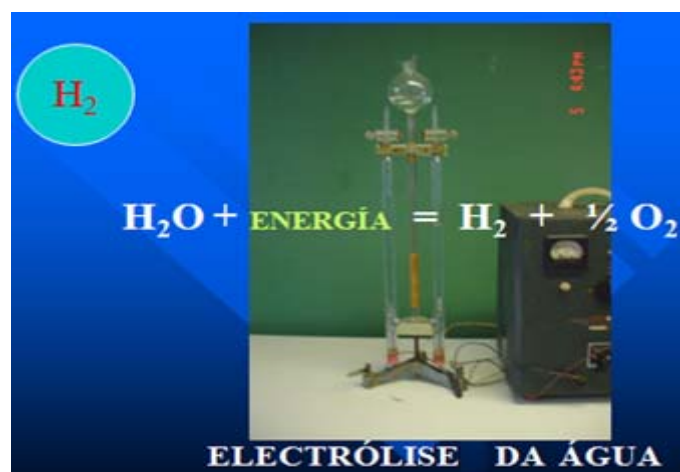 H₂
H₂O + ENERGÍA = H₂ + ½ O₂
ELECTRÓLISE DA ÁGUA